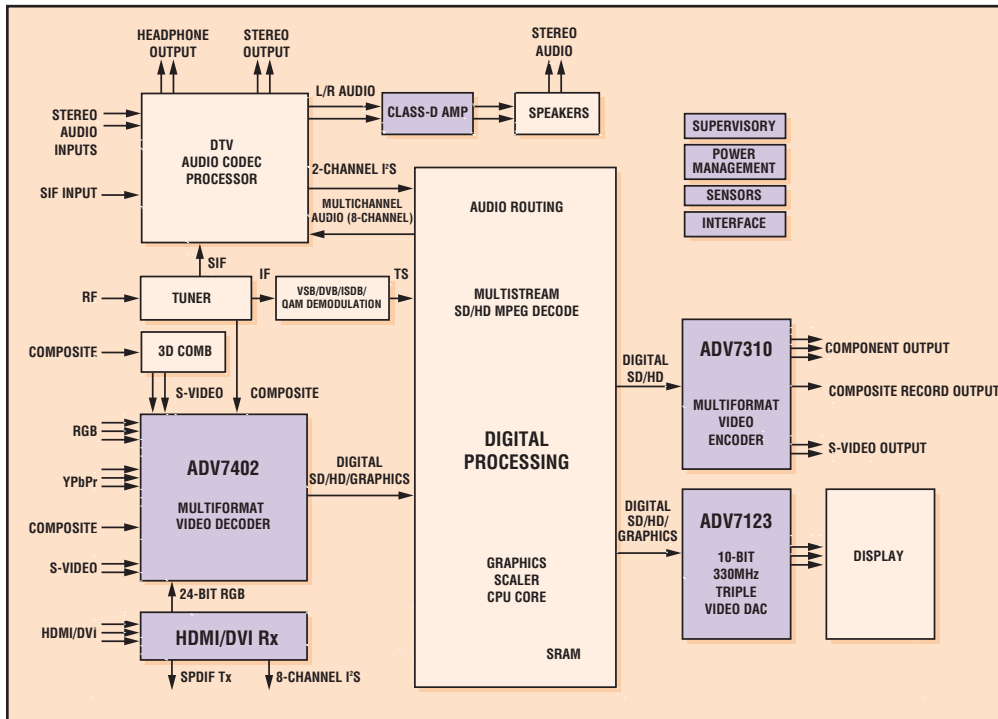 HEADPHONE
OUTPUT
STEREO
OUTPUT
STEREO
AUDIO
L/R AUDIO
CLASS-D AMP
SPEAKERS
STEREO
AUDIO
INPUTS
SIF INPUT
DTV
AUDIO CODEC
PROCESSOR
2-CHANNEL I²S
MULTICHANNEL
AUDIO (8-CHANNEL)
AUDIO ROUTING
SUPERVISORY
POWER
MANAGEMENT
SENSORS
INTERFACE
SIF
RF
TUNER
IF
VSB/DVB/ISDB/
QAM DEMODULATION
TS
MULTISTREAM
SD/HD MPEG DECODE
COMPOSITE
3D COMB
S-VIDEO
COMPOSITE
DIGITAL
SD/HD
ADV7310
MULTIFORMAT
VIDEO
ENCODER
COMPONENT OUTPUT
COMPOSITE RECORD OUTPUT
S-VIDEO OUTPUT
RGB
YPbPr
COMPOSITE
S-VIDEO
ADV7402
MULTIFORMAT
VIDEO DECODER
DIGITAL
SD/HD/GRAPHICS
DIGITAL
PROCESSING
DIGITAL
SD/HD/
GRAPHICS
ADV7123
10-BIT
330MHz
TRIPLE
VIDEO DAC
DISPLAY
GRAPHICS
SCALER
CPU CORE
24-BIT RGB
HDMI/DVi
HDMI/DVI Rx
SRAM
SPDIF Tx
8-CHANNEL I²S